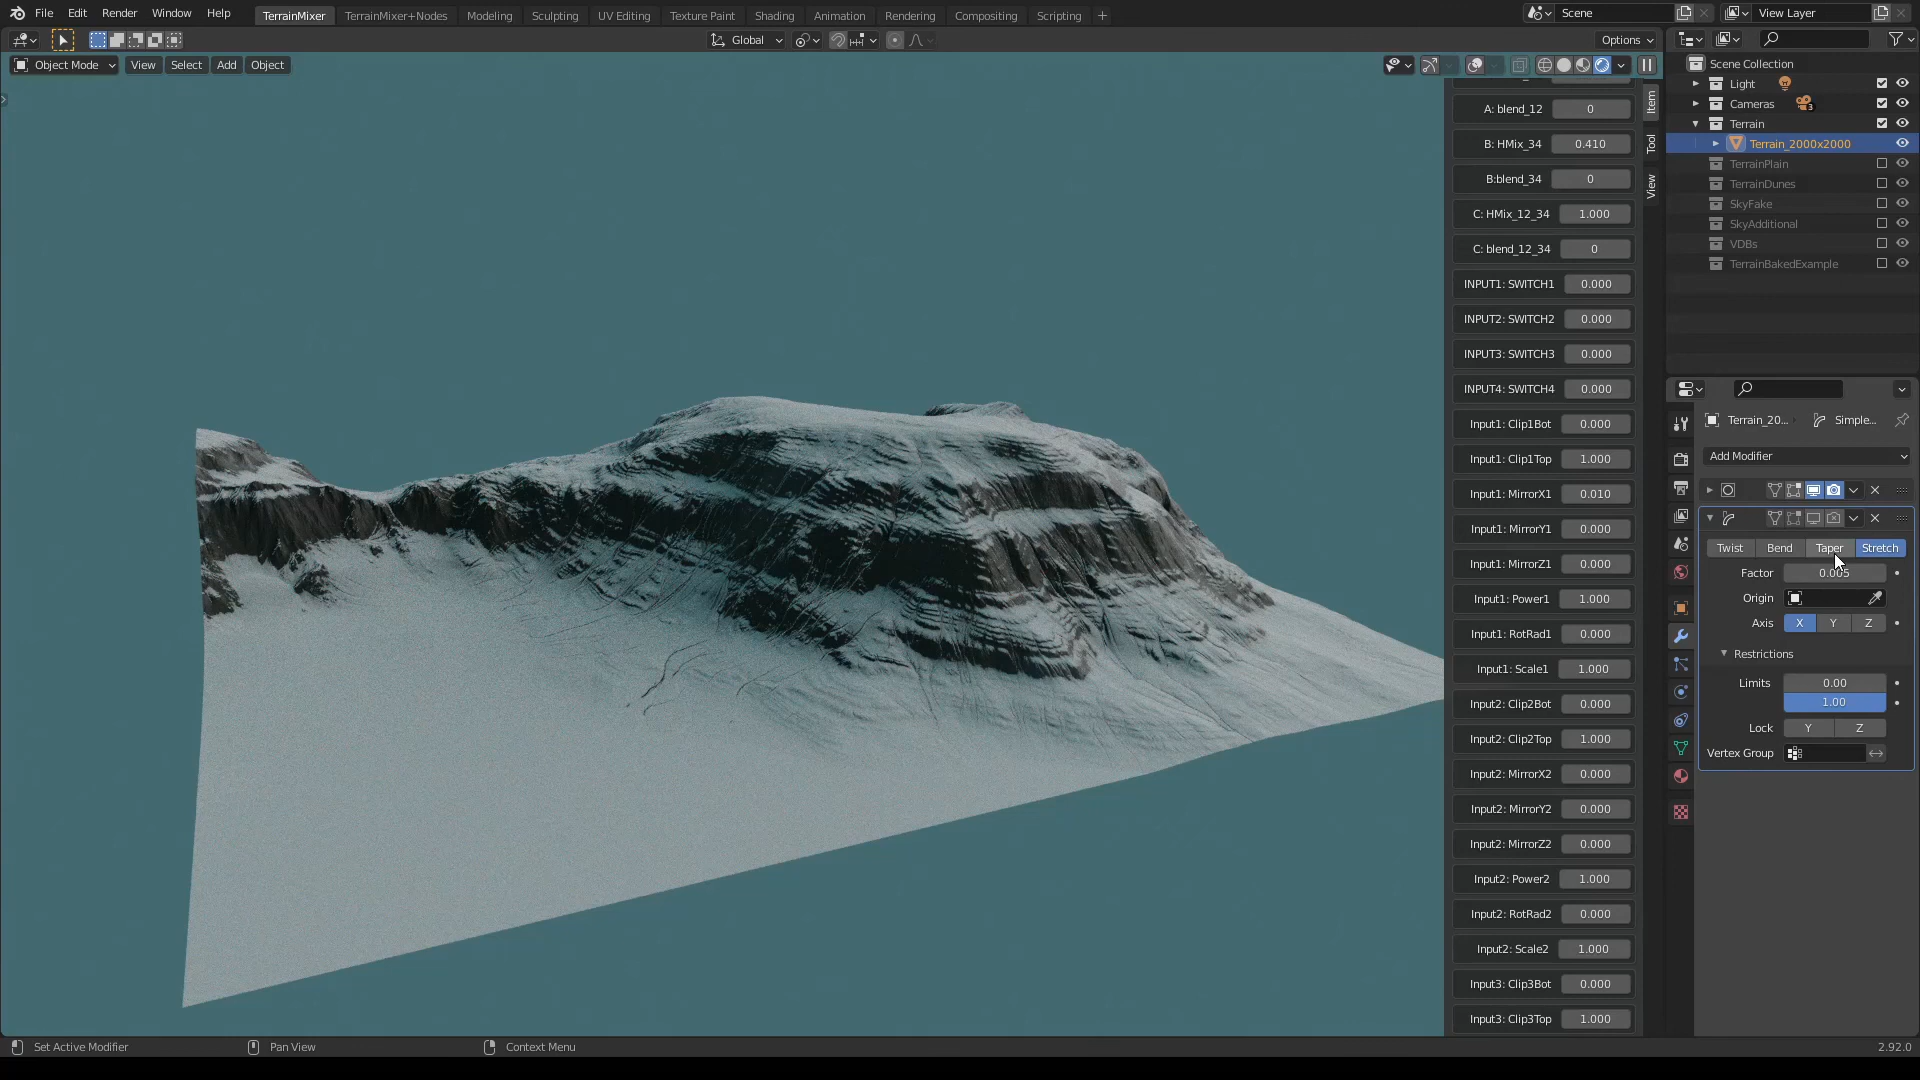 File Edit Render Window Help TerrainMixer TerrainMixer+Nodes Modeling Sculpting UV Editing Texture Paint Shading Animation Rendering Compositing Scripting + Scene View Layer
Global Options
Object Mode View Select Add Object
Scene Collection
Light
Cameras 3
Terrain
Terrain_2000x2000
TerrainPlain
TerrainDunes
SkyFake
SkyAdditional
VDBs
TerrainBakedExample
A: blend_12 0
B: HMix_34 0.410
B:blend_34 0
C: HMix_12_34 1.000
C: blend_12_34 0
INPUT1: SWITCH1 0.000
INPUT2: SWITCH2 0.000
INPUT3: SWITCH3 0.000
INPUT4: SWITCH4 0.000
Input1: Clip1Bot 0.000
Input1: Clip1Top 1.000
Input1: MirrorX1 0.010
Input1: MirrorY1 0.000
Input1: MirrorZ1 0.000
Input1: Power1 1.000
Input1: RotRad1 0.000
Input1: Scale1 1.000
Input2: Clip2Bot 0.000
Input2: Clip2Top 1.000
Input2: MirrorX2 0.000
Input2: MirrorY2 0.000
Input2: MirrorZ2 0.000
Input2: Power2 1.000
Input2: RotRad2 0.000
Input2: Scale2 1.000
Input3: Clip3Bot 0.000
Input3: Clip3Top 1.000
Item
Tool
View
Terrain_20... Simple...
Add Modifier
Twist Bend Taper Stretch
Factor 0.005
Origin
Axis X Y Z
Restrictions
Limits 0.00
1.00
Lock Y Z
Vertex Group
Set Active Modifier Pan View Context Menu 2.92.0